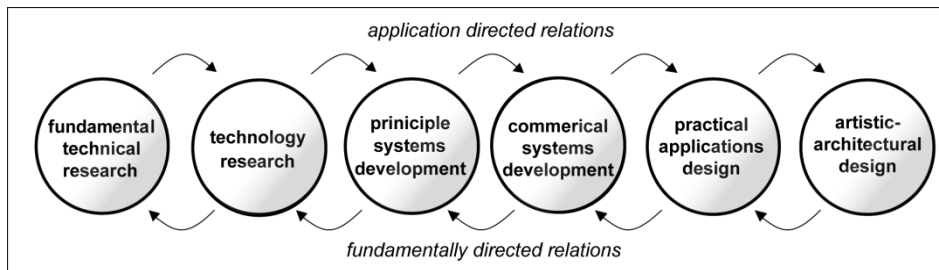 application directed relations
fundamental
technical
research
technology
research
priniciple
systems
development
commerical
systems
development
practical
applications
design
artistic-
architectural
design
fundamentally directed relations